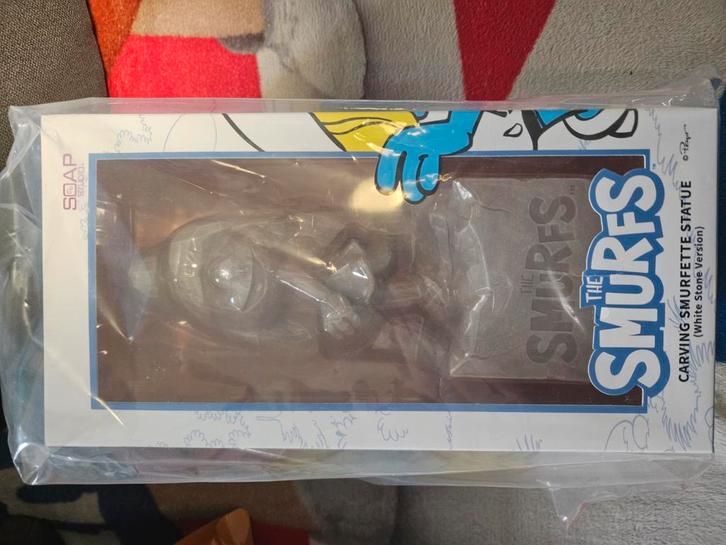 SOAP
STUDIO
THE
SMURFS
THE
SMURFS
© Peyo
CARVING SMURFETTE STATUE
(White Stone Version)